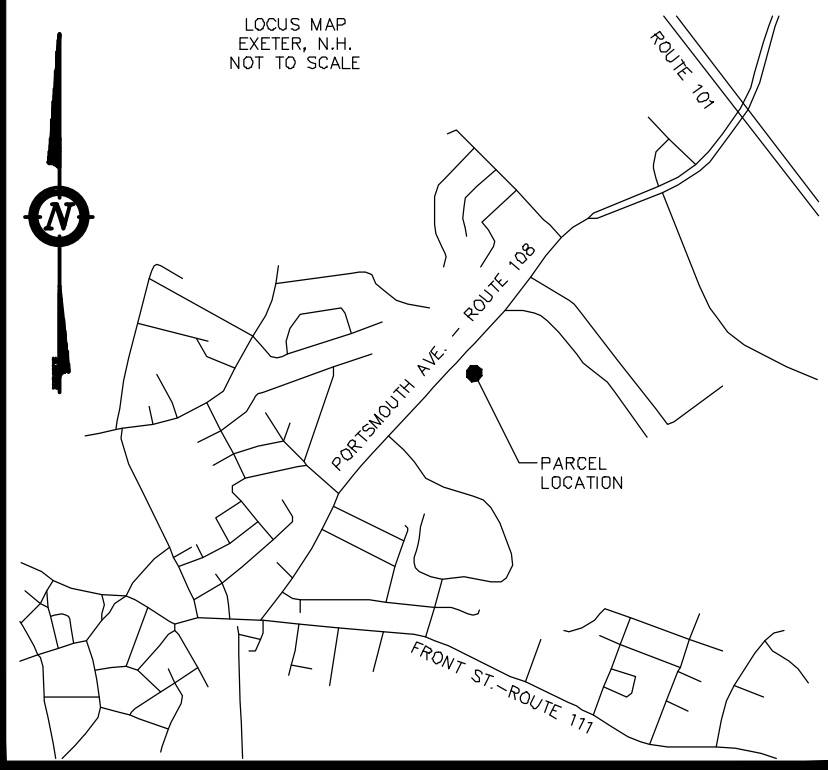 LOCUS MAP
EXETER, N.H.
NOT TO SCALE
ROUTE 101
N
PORTSMOUTH AVE. - ROUTE 108
PARCEL
LOCATION
FRONT ST.-ROUTE 111